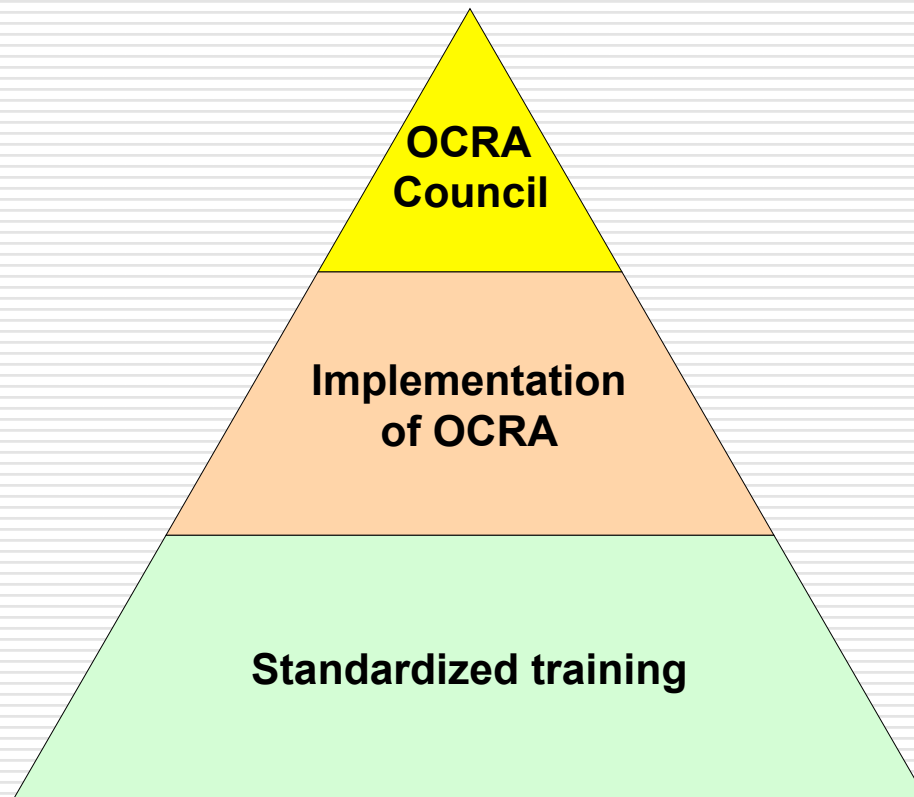 OCRA
Council
Implementation
of OCRA
Standardized training